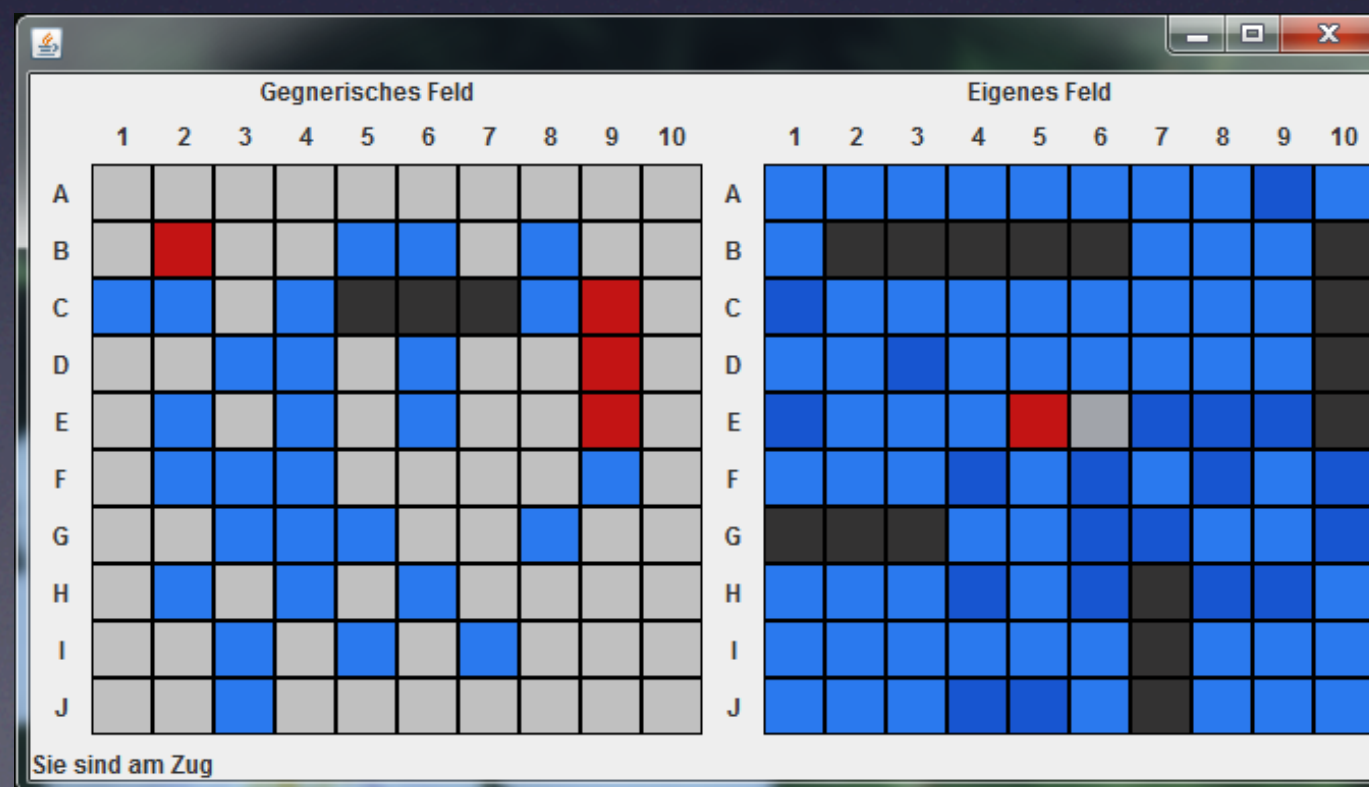 Gegnerisches Feld Eigenes Feld
1 2 3 4 5 6 7 8 9 10 1 2 3 4 5 6 7 8 9 10
A A
B B
C C
D D
E E
F F
G G
H H
I I
J J
Sie sind am Zug